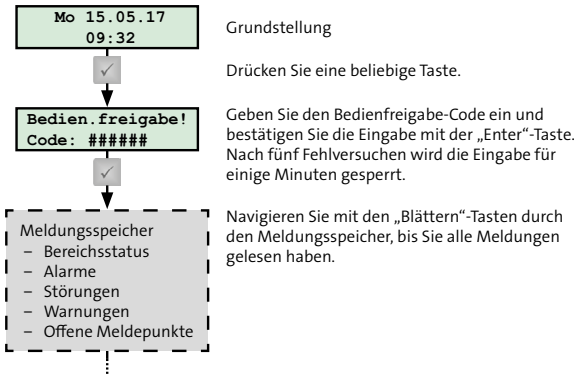 Mo 15.05.17
09:32
Grundstellung
Drücken Sie eine beliebige Taste.
Bedien.freigabe!
Code: ######
Geben Sie den Bedienfreigabe-Code ein und
bestätigen Sie die Eingabe mit der „Enter“-Taste.
Nach fünf Fehlversuchen wird die Eingabe für
einige Minuten gesperrt.
Meldungsspeicher
– Bereichsstatus
– Alarme
– Störungen
– Warnungen
– Offene Meldepunkte
Navigieren Sie mit den „Blättern“-Tasten durch
den Meldungsspeicher, bis Sie alle Meldungen
gelesen haben.